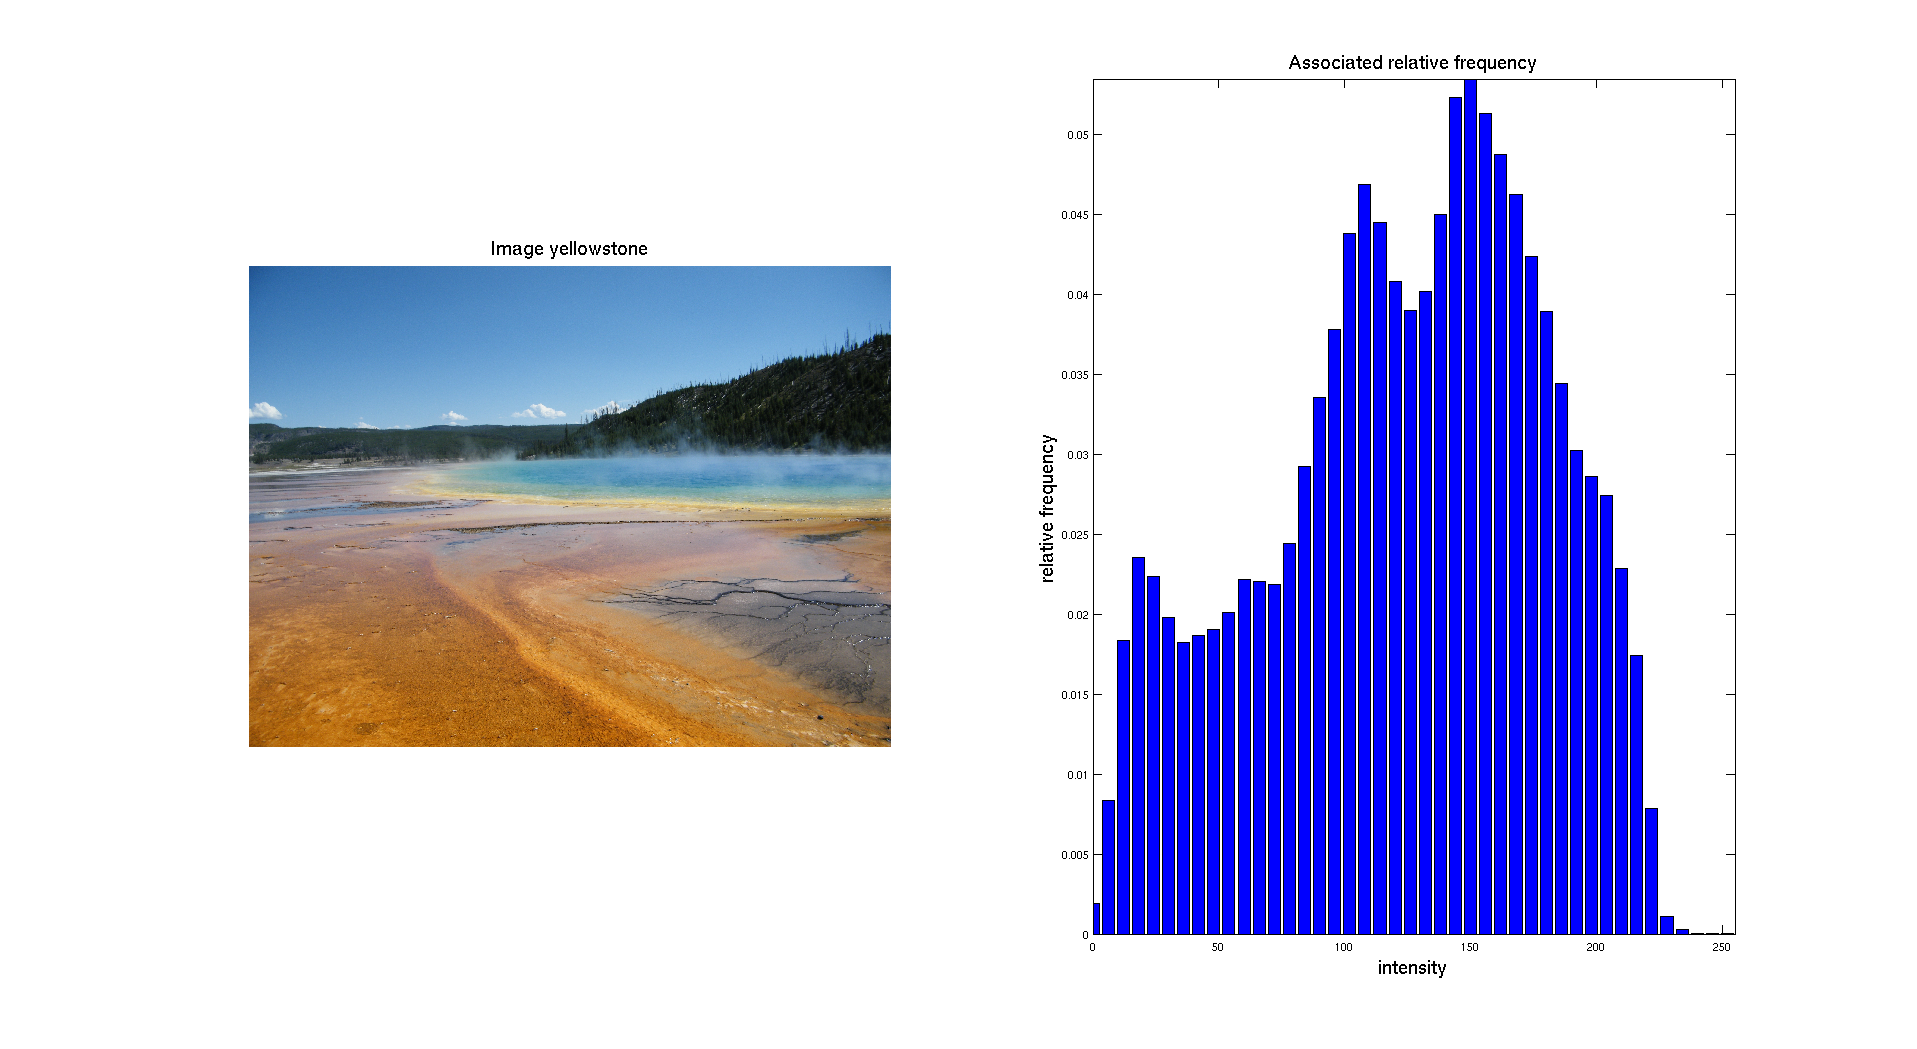 Image yellowstone
Associated relative frequency
relative frequency
0.05
0.045
0.04
0.035
0.03
0.025
0.02
0.015
0.01
0.005
0
0 50 100 150 200 250
intensity